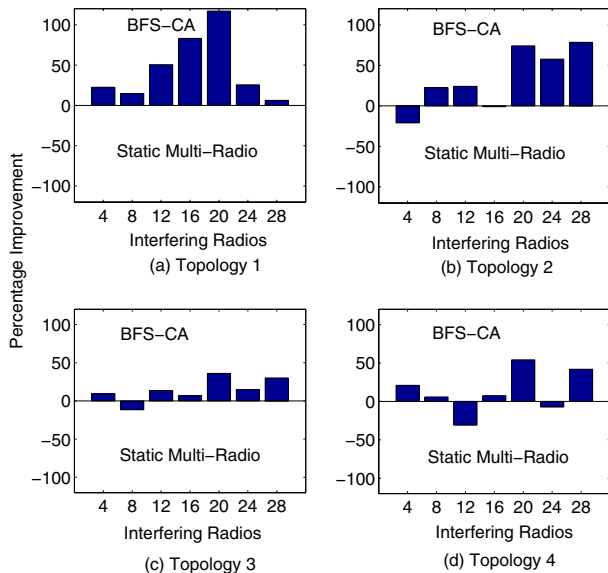 Percentage Improvement
100
50
0
−50
−100
BFS−CA
Static Multi−Radio
4 8 12 16 20 24 28
Interfering Radios
(a) Topology 1
100
50
0
−50
−100
BFS−CA
Static Multi−Radio
4 8 12 16 20 24 28
Interfering Radios
(b) Topology 2
100
50
0
−50
−100
BFS−CA
Static Multi−Radio
4 8 12 16 20 24 28
Interfering Radios
(c) Topology 3
100
50
0
−50
−100
BFS−CA
Static Multi−Radio
4 8 12 16 20 24 28
Interfering Radios
(d) Topology 4